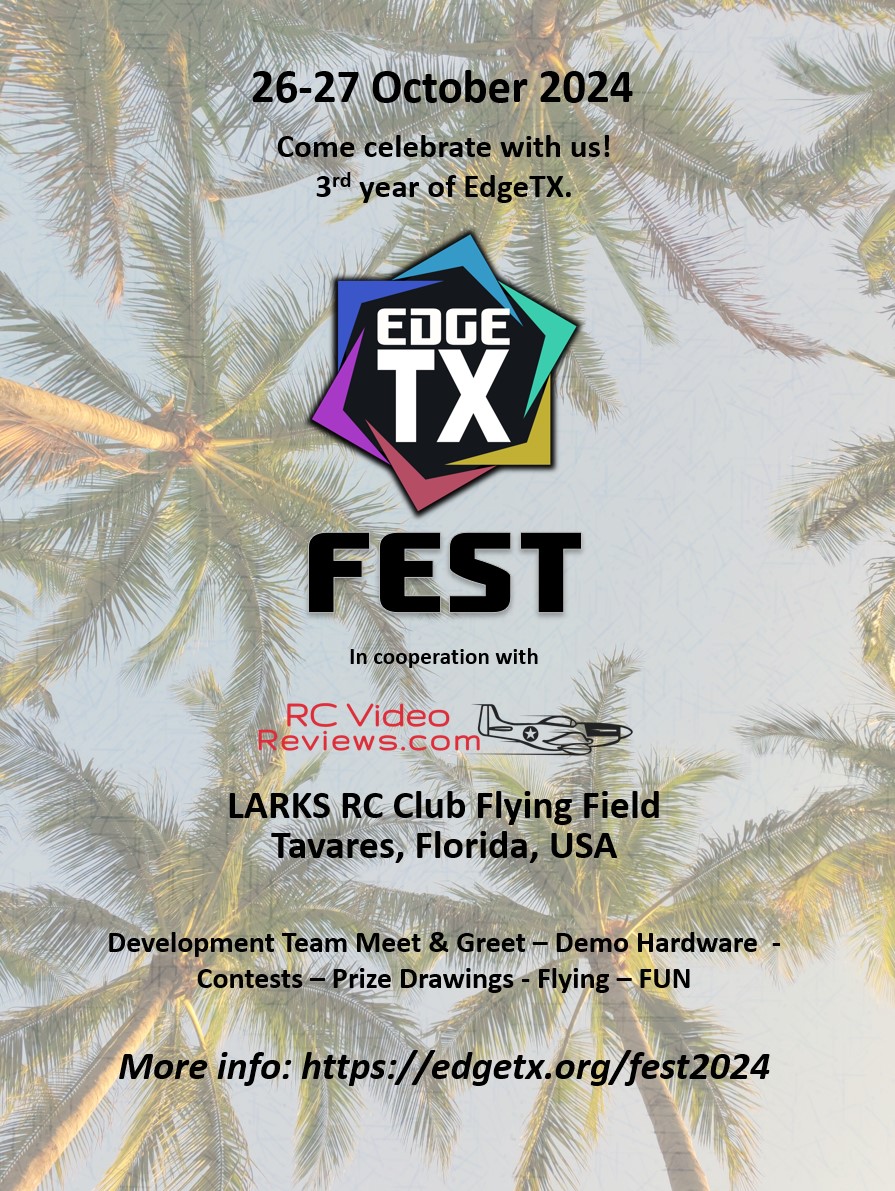 26-27 October 2024
Come celebrate with us!
3rd year of EdgeTX.
EDGE
TX
FEST
In cooperation with
RC Video
Reviews.com
LARKS RC Club Flying Field
Tavares, Florida, USA
Development Team Meet & Greet – Demo Hardware -
Contests – Prize Drawings - Flying – FUN
More info: https://edgetx.org/fest2024